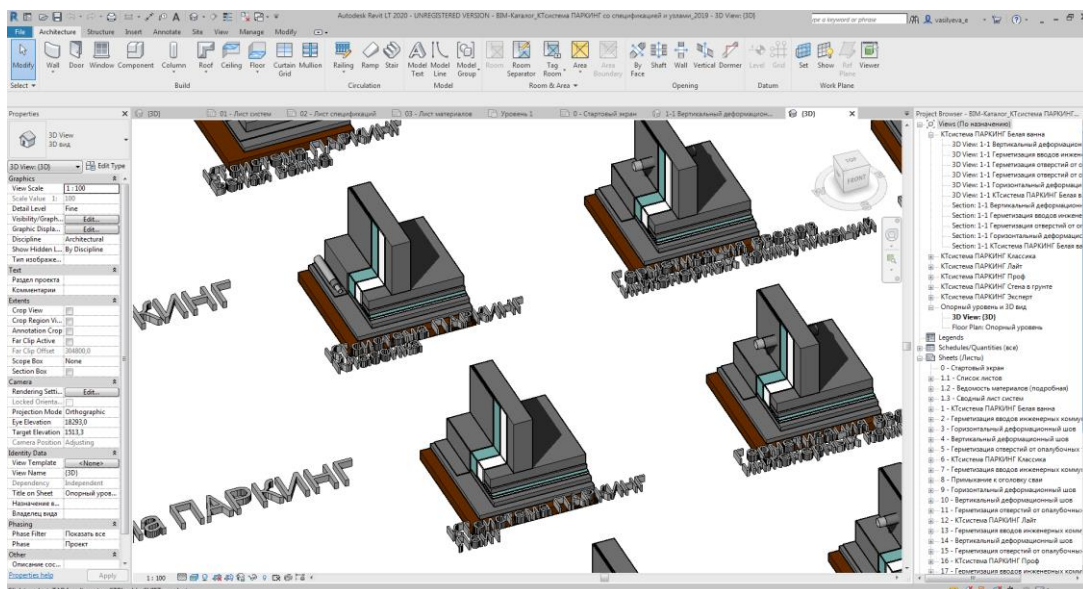 Autodesk Revit LT 2020 - UNREGISTERED VERSION - BIM-Каталог_КТсистема ПАРКИНГ со спецификацией и узлами_2019 - 3D View: {3D}
type a keyword or phrase
vasilyeva_e
File Architecture Structure Insert Annotate Site View Manage Modify
Modify Wall Door Window Component Column Roof Ceiling Floor Curtain Grid Mullion Railing Ramp Stair Model Text Model Line Model Group Room Room Separator Tag Room Area Area Boundary By Face Shaft Wall Vertical Dormer Level Grid Set Show Ref Plane Viewer
Select Build Circulation Model Room & Area Opening Datum Work Plane
Properties
{3D} 01 - Лист систем 02 - Лист спецификаций 03 - Лист материалов Уровень 1 0 - Стартовый экран 1-1 Вертикальный деформацион... {3D}
3D View
3D вид
3D View: {3D} Edit Type
Graphics
View Scale 1 : 100
Scale Value 1: 100
Detail Level Fine
Visibility/Graph... Edit...
Graphic Displa... Edit...
Discipline Architectural
Show Hidden L... By Discipline
Тип изображе...
Text
Раздел проекта
Комментарии
Extents
Crop View
Crop Region Vi...
Annotation Crop
Far Clip Active
Far Clip Offset 304800,0
Scope Box None
Section Box
Camera
Rendering Setti... Edit...
Locked Orienta...
Projection Mode Orthographic
Eye Elevation 18293,0
Target Elevation 1513,3
Camera Position Adjusting
Identity Data
View Template <None>
View Name {3D}
Dependency Independent
Title on Sheet Опорный уров...
Назначение в...
Владелец вида
Phasing
Phase Filter Показать все
Phase Проект
Other
Описание сос...
Properties help Apply
TOP
FRONT
РКИНГ
ПАРКИНГ
1 : 100
Project Browser - BIM-Каталог_КТсистема ПАРКИНГ...
Views (По назначению)
КТсистема ПАРКИНГ Белая ванна
3D View: 1-1 Вертикальный деформацион
3D View: 1-1 Герметизация вводов инжен
3D View: 1-1 Герметизация отверстий от о
3D View: 1-1 Герметизация отверстий от о
3D View: 1-1 Горизонтальный деформаци
3D View: 1-1 КТсистема ПАРКИНГ Белая в
Section: 1-1 Вертикальный деформационн
Section: 1-1 Герметизация вводов инжене
Section: 1-1 Герметизация отверстий от оп
Section: 1-1 Горизонтальный деформацио
Section: 1-1 КТсистема ПАРКИНГ Белая ва
КТсистема ПАРКИНГ Классика
КТсистема ПАРКИНГ Лайт
КТсистема ПАРКИНГ Проф
КТсистема ПАРКИНГ Стена в грунте
КТсистема ПАРКИНГ Эксперт
Опорный уровень и 3D вид
3D View: {3D}
Floor Plan: Опорный уровень
Legends
Schedules/Quantities (все)
Sheets (Листы)
0 - Стартовый экран
1.1 - Список листов
1.2 - Ведомость материалов (подробная)
1.3 - Сводный лист систем
1 - КТсистема ПАРКИНГ Белая ванна
2 - Герметизация вводов инженерных комму
3 - Горизонтальный деформационный шов
4 - Вертикальный деформационный шов
5 - Герметизация отверстий от опалубочных
6 - КТсистема ПАРКИНГ Классика
7 - Герметизация вводов инженерных комму
8 - Примыкание к оголовку сваи
9 - Горизонтальный деформационный шов
10 - Вертикальный деформационный шов
11 - Герметизация отверстий от опалубочны
12 - КТсистема ПАРКИНГ Лайт
13 - Герметизация вводов инженерных комм
14 - Вертикальный деформационный шов
15 - Герметизация отверстий от опалубочны
16 - КТсистема ПАРКИНГ Проф
17 - Герметизация вводов инженерных комм